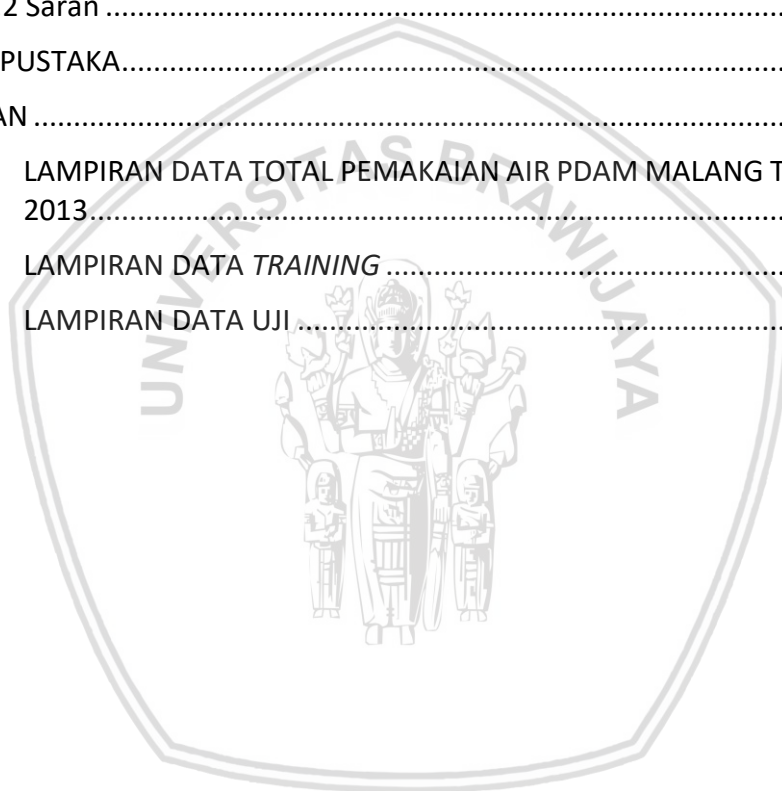 2 Saran ................................................................................
PUSTAKA................................................................................
AN ................................................................................
LAMPIRAN DATA TOTAL PEMAKAIAN AIR PDAM MALANG T
2013................................................................................
LAMPIRAN DATA TRAINING ................................................................................
LAMPIRAN DATA UJI ................................................................................
UNIVERSITAS BRAWIJAYA